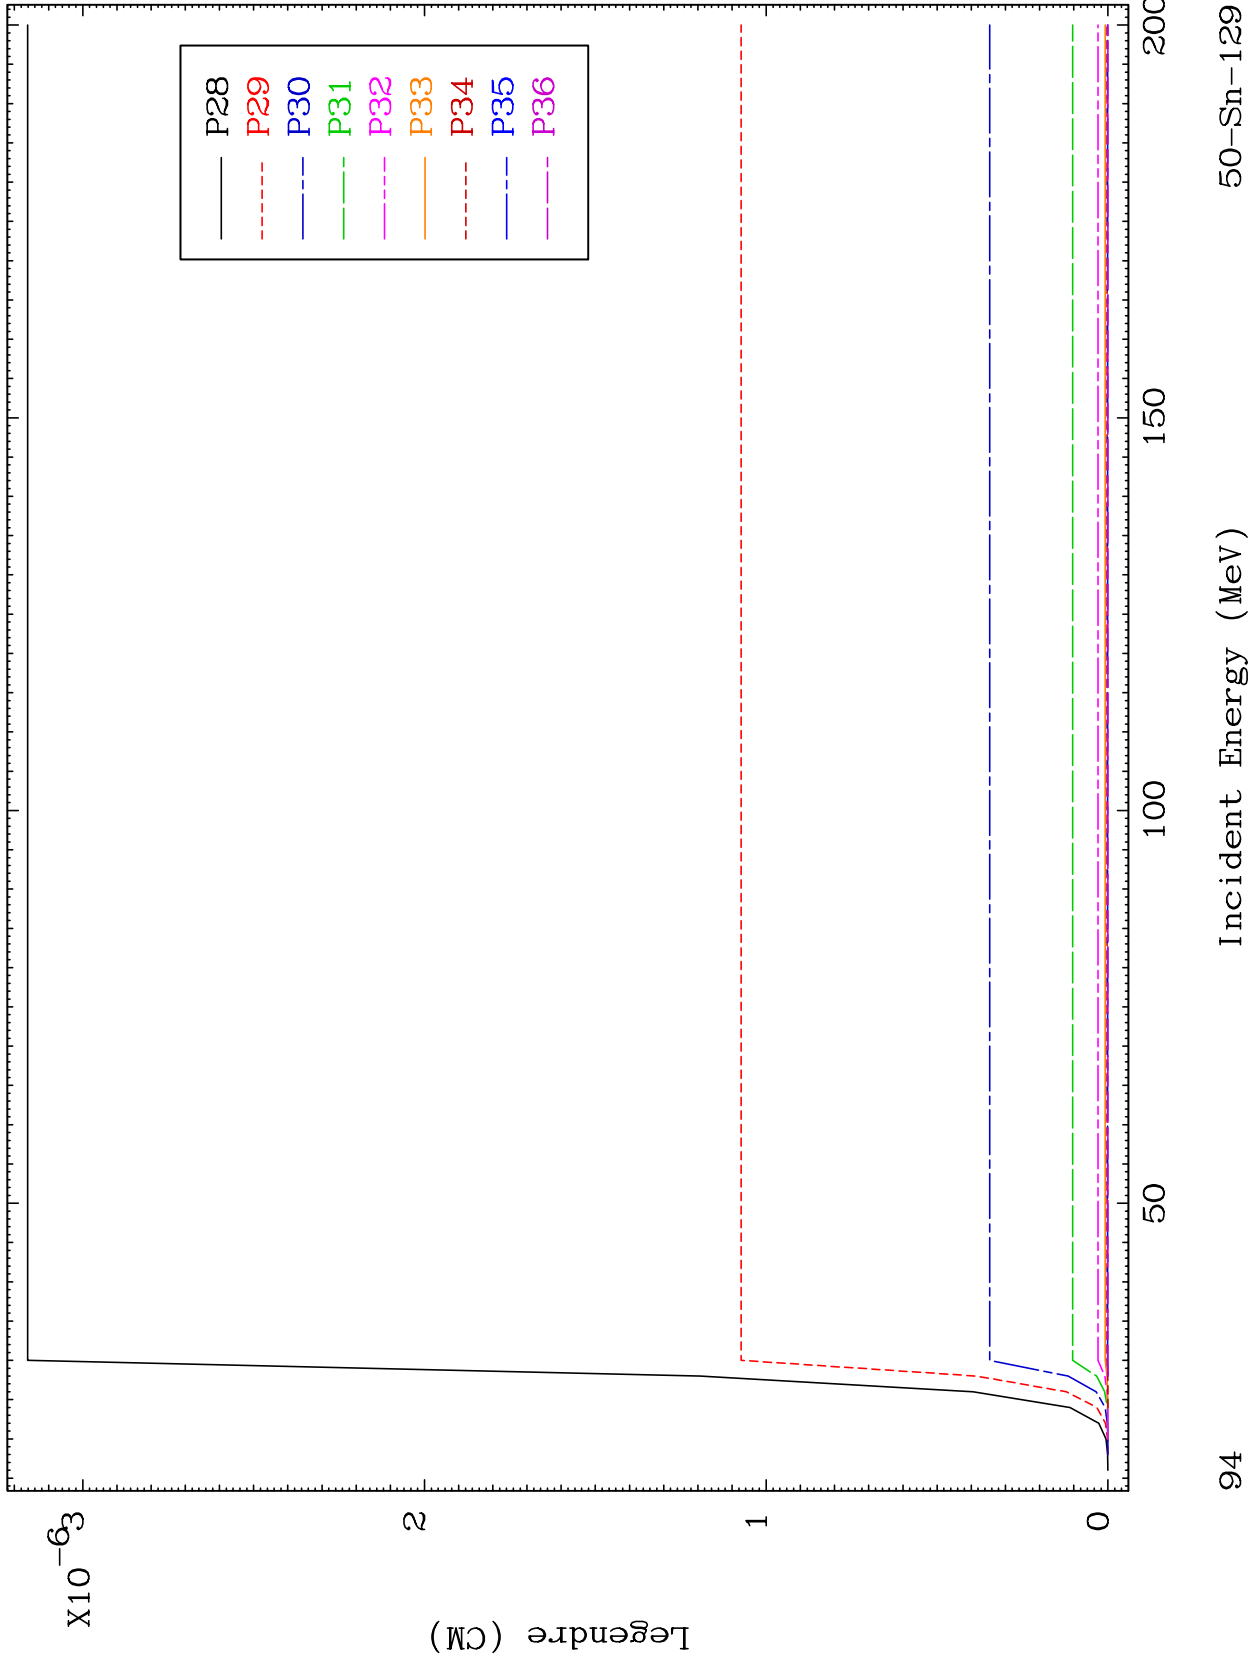 X10
-6
3
2
1
0
Legendre (CM)
P28
P29
P30
P31
P32
P33
P34
P35
P36
50
100
150
200
Incident Energy (MeV)
94
50-Sn-129